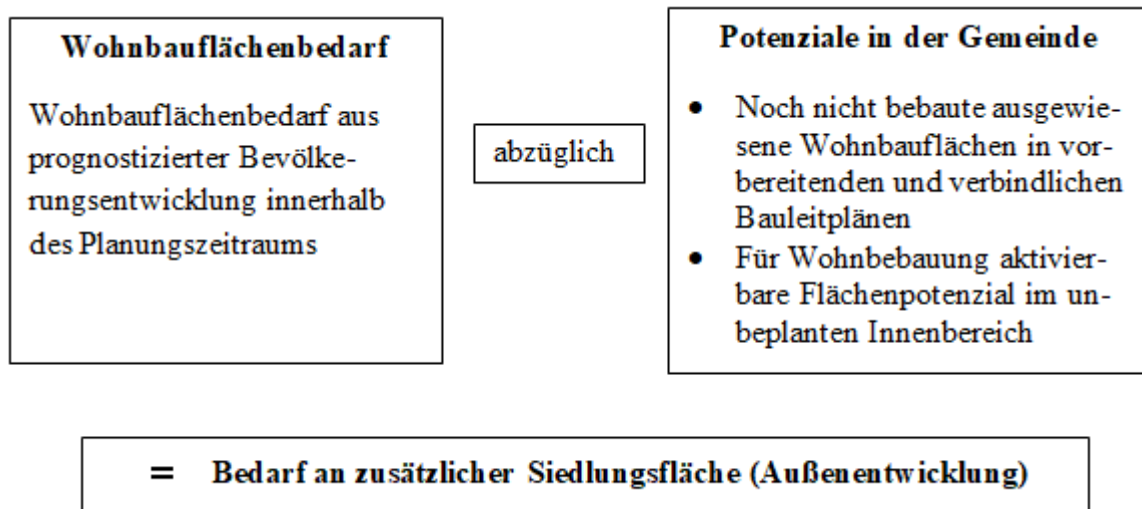 Wohnbauflächenbedarf
Wohnbauflächenbedarf aus
prognostizierter Bevölke-
rungsentwicklung innerhalb
des Planungszeitraums
abzüglich
Potenziale in der Gemeinde
• Noch nicht bebaute ausgewie-
sene Wohnbauflächen in vor-
bereitenden und verbindlichen
Bauleitplänen
• Für Wohnbebauung aktivier-
bare Flächenpotenzial im un-
beplanten Innenbereich
= Bedarf an zusätzlicher Siedlungsfläche (Außenentwicklung)